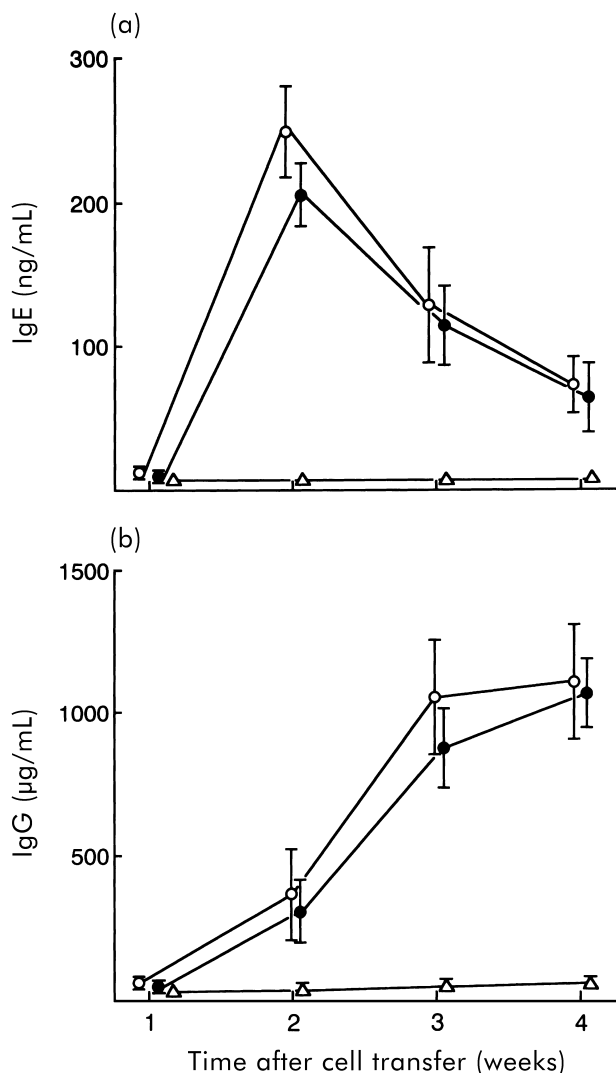 (a)
300
200
100
IgE (ng/mL)
(b)
1500
1000
500
IgG (μg/mL)
1 2 3 4
Time after cell transfer (weeks)